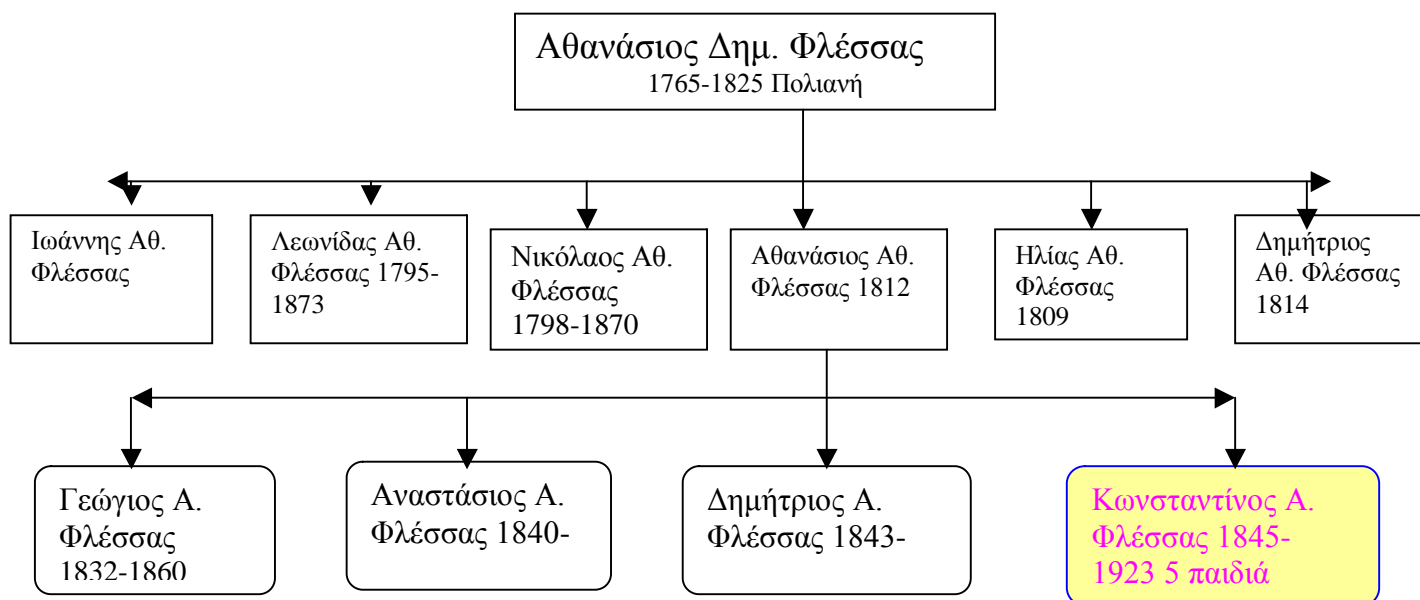 Αθανάσιος Δημ. Φλέσσας
1765-1825 Πολιανή
Ιωάννης Αθ.
Φλέσσας
Λεωνίδας Αθ.
Φλέσσας 1795-
1873
Νικόλαος Αθ.
Φλέσσας
1798-1870
Αθανάσιος Αθ.
Φλέσσας 1812
Ηλίας Αθ.
Φλέσσας
1809
Δημήτριος
Αθ. Φλέσσας
1814
Γεώγιος Α.
Φλέσσας
1832-1860
Αναστάσιος Α.
Φλέσσας 1840-
Δημήτριος Α.
Φλέσσας 1843-
Κωνσταντίνος Α.
Φλέσσας 1845-
1923 5 παιδιά